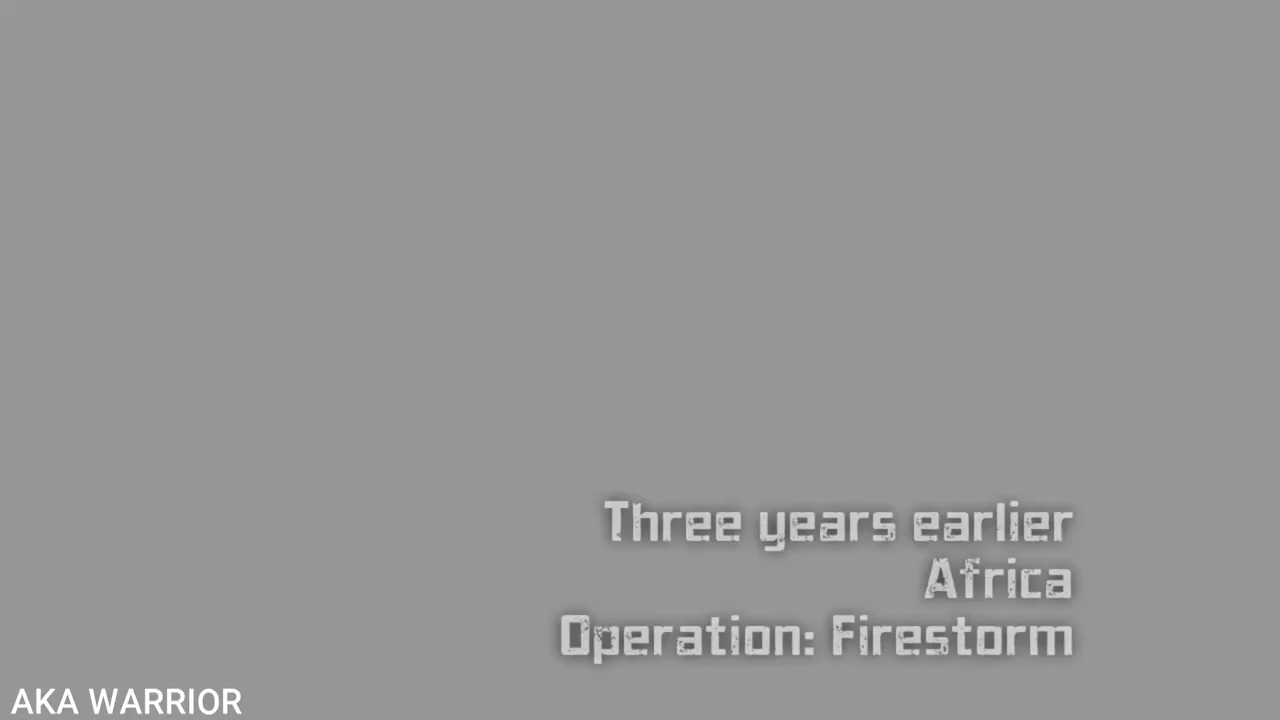 Three years earlier
Africa
Operation: Firestorm
AKA WARRIOR